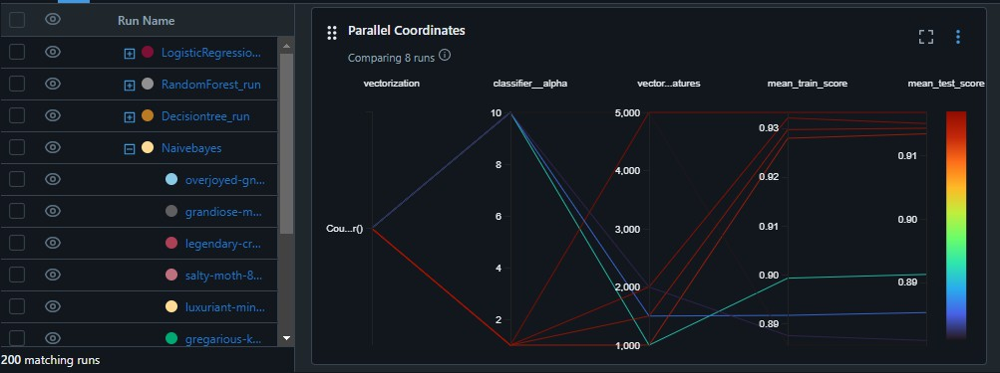 Run Name
LogisticRegressio...
RandomForest_run
Decisiontree_run
Naivebayes
overjoyed-gn...
grandiose-m...
legendary-cr...
salty-moth-8...
luxuriant-min...
gregarious-k...
200 matching runs
Parallel Coordinates
Comparing 8 runs
vectorization classifier__alpha vector...atures mean_train_score mean_test_score
Cou...r()
10
8
6
4
2
5,000
4,000
3,000
2,000
1,000
0.93
0.92
0.91
0.90
0.89
0.91
0.90
0.89